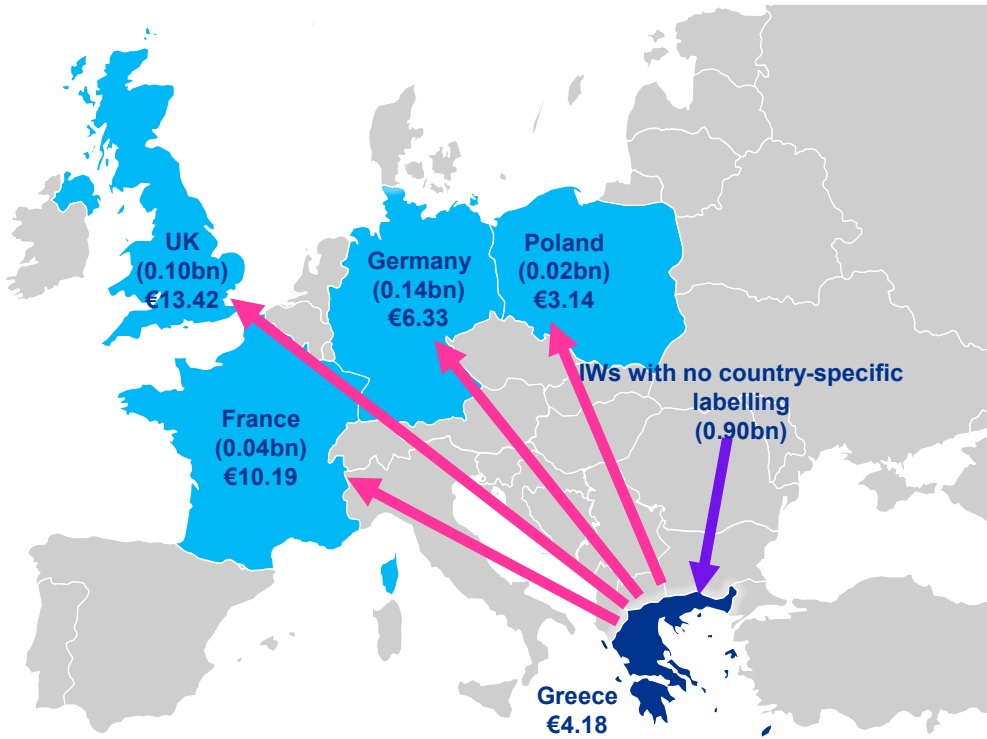 UK
(0.10bn)
€13.42
Germany
(0.14bn)
€6.33
Poland
(0.02bn)
€3.14
IWs with no country-specific
labelling
(0.90bn)
France
(0.04bn)
€10.19
Greece
€4.18